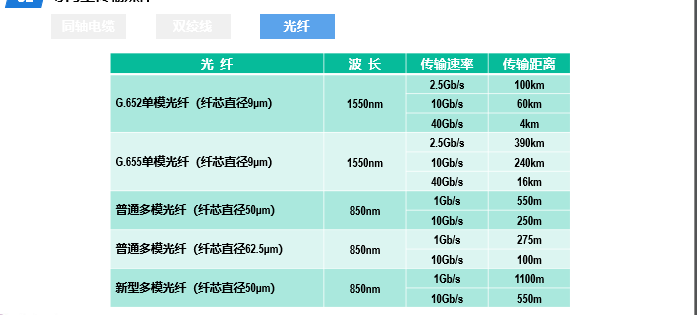 同轴电缆 双绞线 光纤
光 纤 波 长 传输速率 传输距离
G.652单模光纤（纤芯直径9μm） 1550nm 2.5Gb/s 100km
10Gb/s 60km
40Gb/s 4km
G.655单模光纤（纤芯直径9μm） 1550nm 2.5Gb/s 390km
10Gb/s 240km
40Gb/s 16km
普通多模光纤（纤芯直径50μm） 850nm 1Gb/s 550m
10Gb/s 250m
普通多模光纤（纤芯直径62.5μm） 850nm 1Gb/s 275m
10Gb/s 100m
新型多模光纤（纤芯直径50μm） 850nm 1Gb/s 1100m
10Gb/s 550m